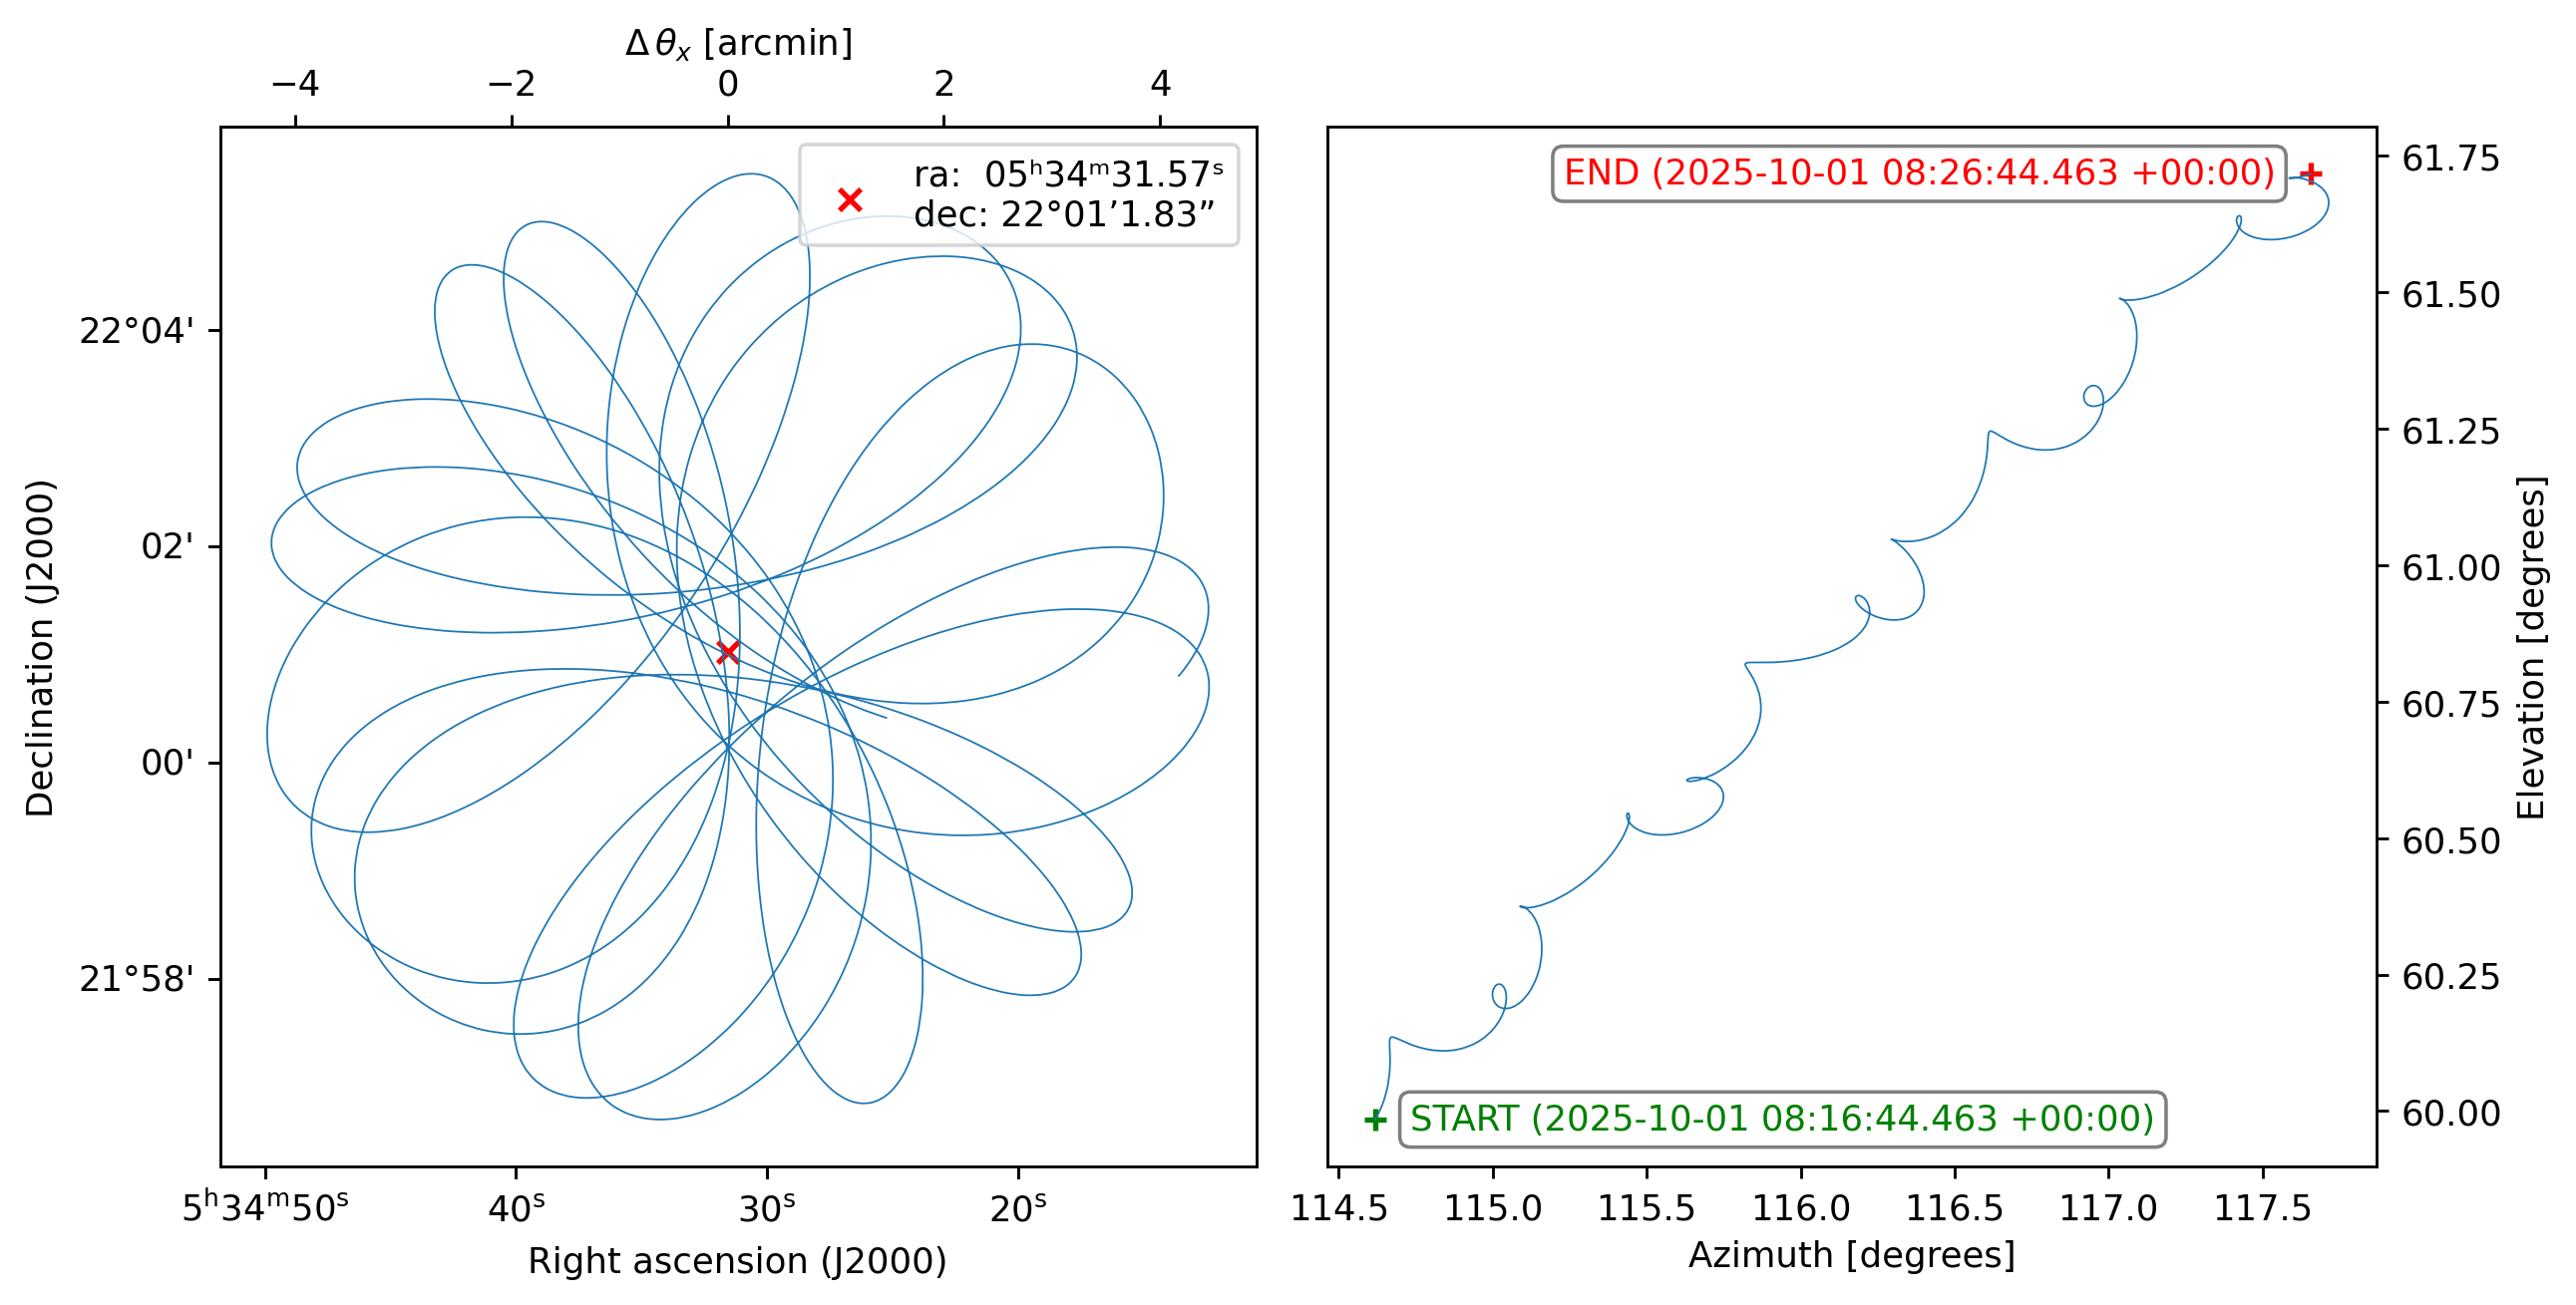 Δ θₓ [arcmin]
−4 −2 0 2 4
ra:  05ʰ34ᵐ31.57ˢ
dec: 22°01’1.83”
22°04'
02'
00'
21°58'
Declination (J2000)
5ʰ34ᵐ50ˢ 40ˢ 30ˢ 20ˢ
Right ascension (J2000)
END (2025-10-01 08:26:44.463 +00:00)
START (2025-10-01 08:16:44.463 +00:00)
61.75
61.50
61.25
61.00
60.75
60.50
60.25
60.00
Elevation [degrees]
114.5 115.0 115.5 116.0 116.5 117.0 117.5
Azimuth [degrees]